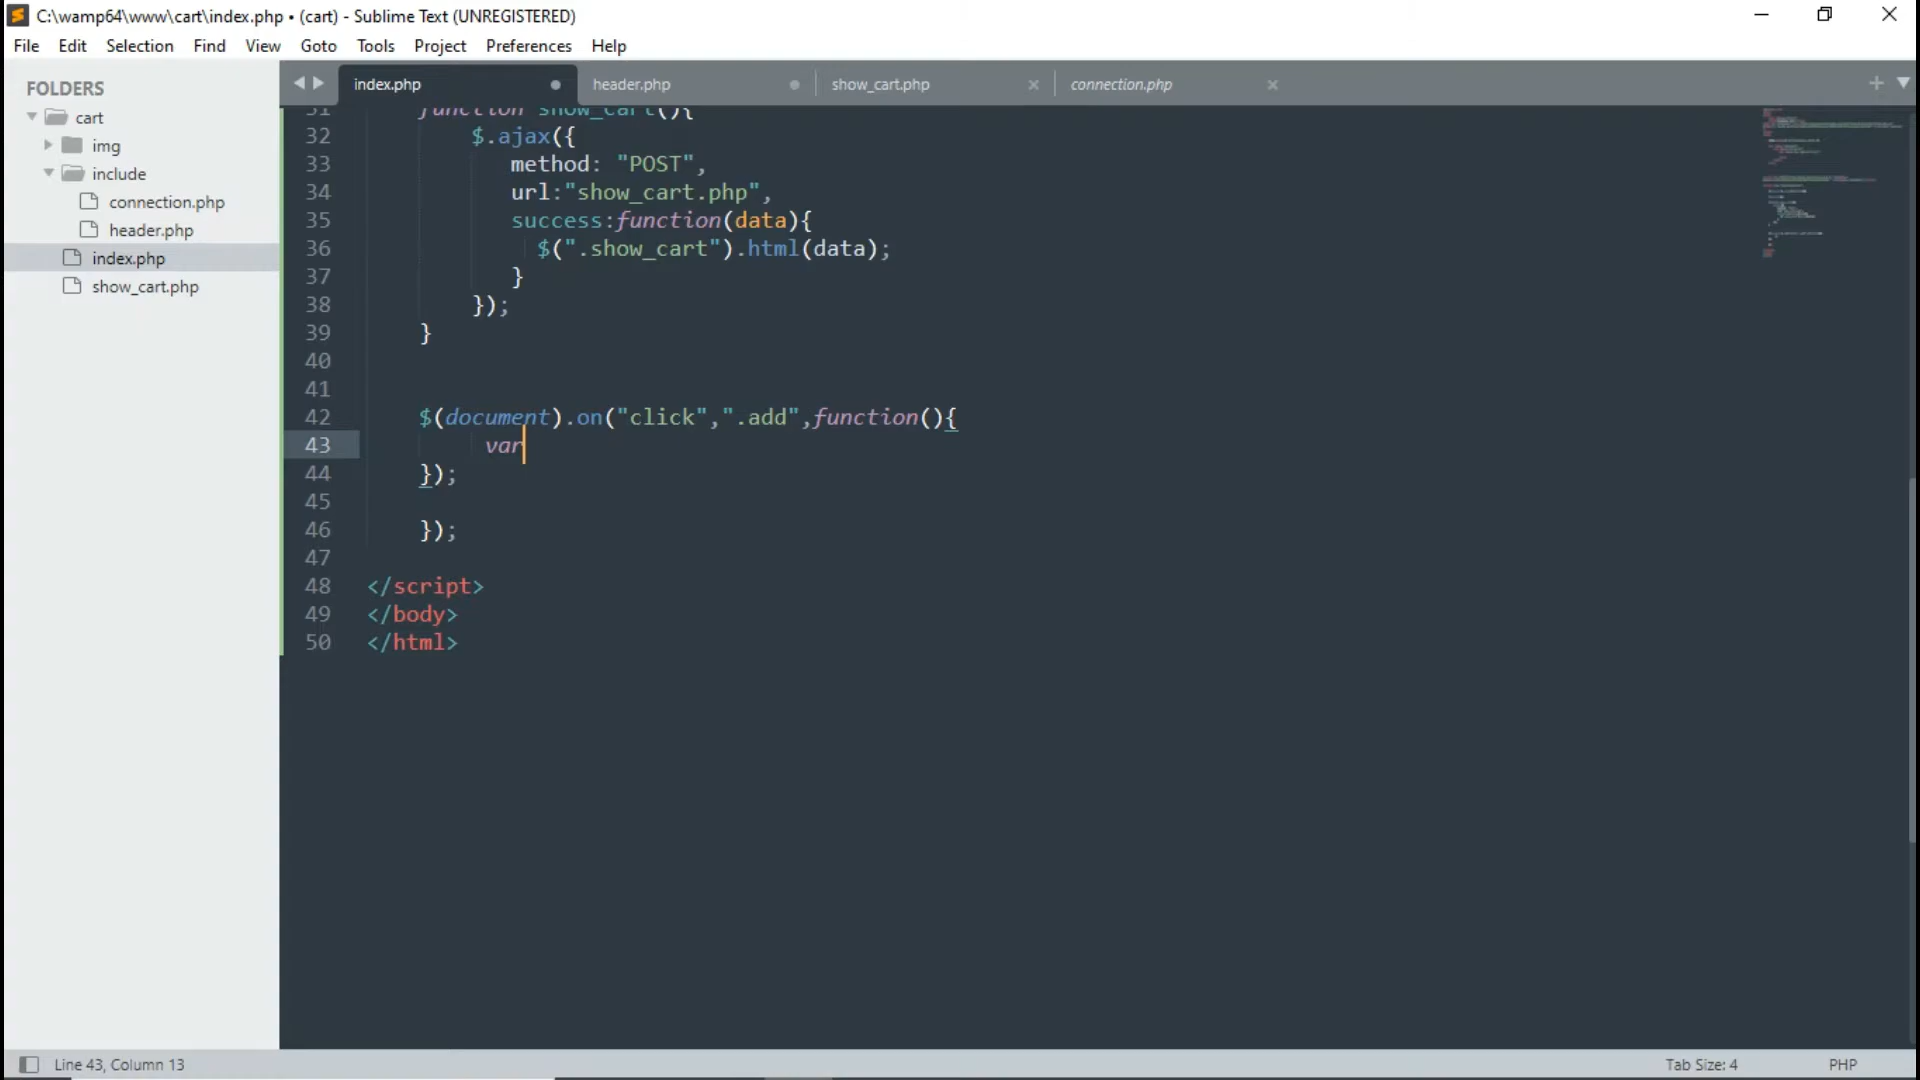 C:\wamp64\www\cart\index.php • (cart) - Sublime Text (UNREGISTERED)
File Edit Selection Find View Goto Tools Project Preferences Help
FOLDERS
cart
img
include
connection.php
header.php
index.php
show_cart.php
index.php header.php show_cart.php connection.php
31 function show_cart(){
32 $.ajax({
33 method: "POST",
34 url:"show_cart.php",
35 success:function(data){
36 $(".show_cart").html(data);
37 }
38 });
39 }
40
41
42 $(document).on("click",".add",function(){
43 var
44 });
45
46 });
47
48 </script>
49 </body>
50 </html>
Line 43, Column 13 Tab Size: 4 PHP